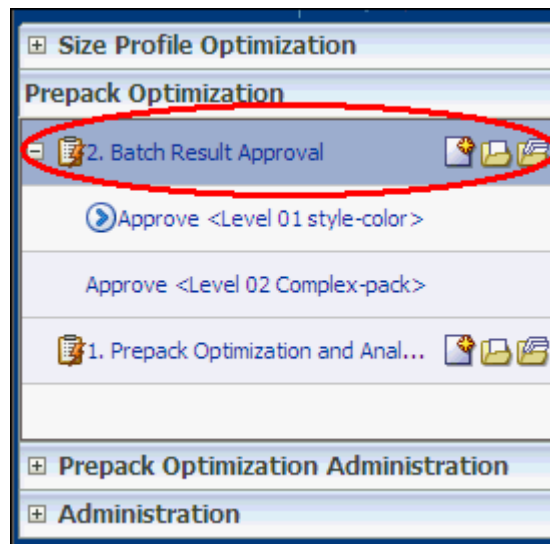 Size Profile Optimization
Prepack Optimization
2. Batch Result Approval
Approve <Level 01 style-color>
Approve <Level 02 Complex-pack>
1. Prepack Optimization and Anal...
Prepack Optimization Administration
Administration